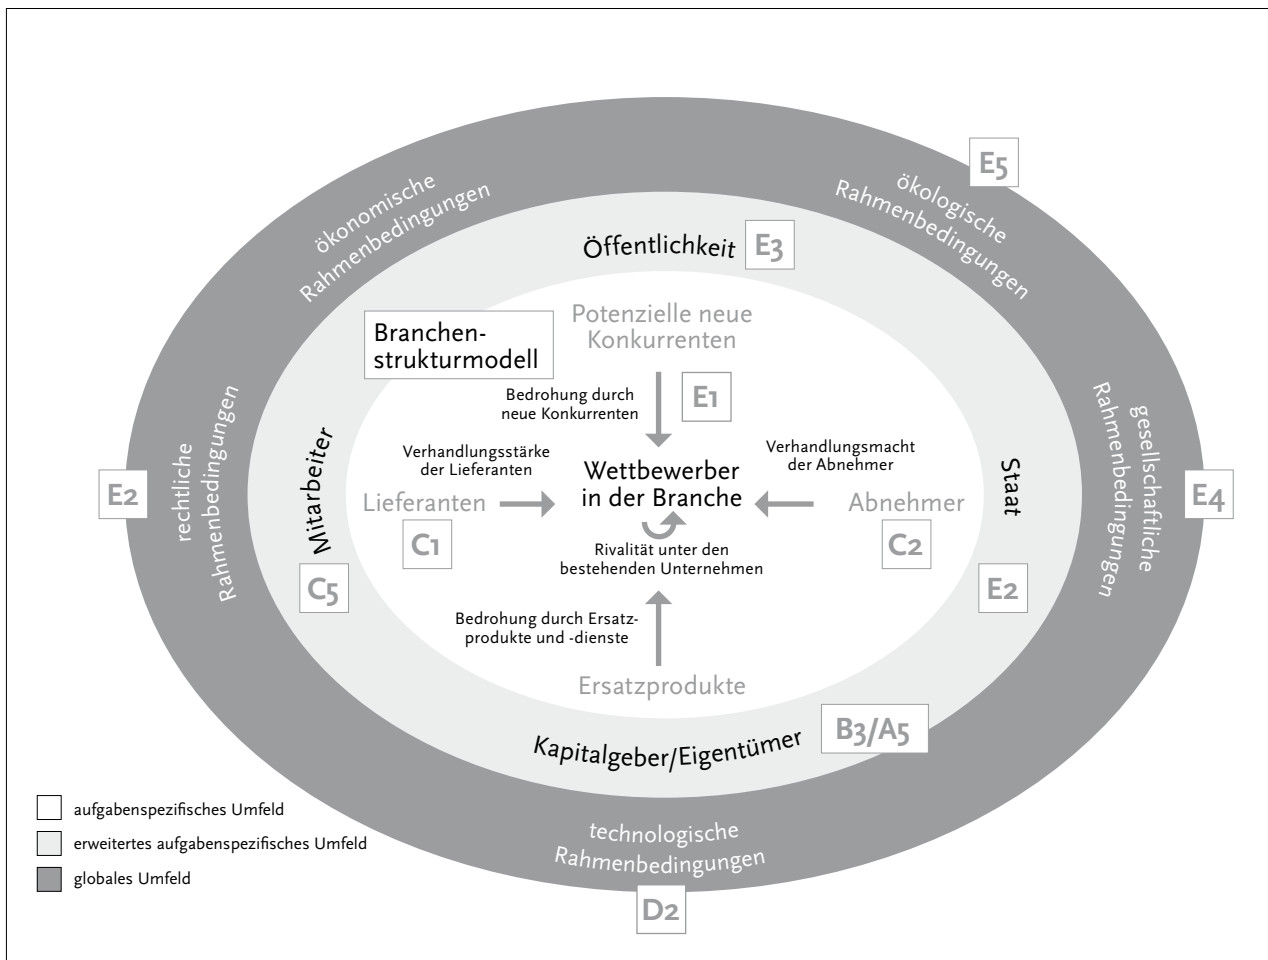 E5
ökologische
Rahmenbedingungen
ökonomische
Rahmenbedingungen
Öffentlichkeit
E3
Potenzielle neue
Konkurrenten
Branchen-
strukturmodell
Bedrohung durch
neue Konkurrenten
E1
Verhandlungsstärke
der Lieferanten
Verhandlungsmacht
der Abnehmer
Wettbewerber
in der Branche
rechtliche
Rahmenbedingungen
E2
Mitarbeiter
C5
Lieferanten
C1
Abnehmer
C2
Staat
E2
gesellschaftliche
Rahmenbedingungen
E4
Rivalität unter den
bestehenden Unternehmen
Bedrohung durch Ersatz-
produkte und -dienste
Ersatzprodukte
Kapitalgeber/Eigentümer
B3/A5
technologische
Rahmenbedingungen
D2
aufgabenspezifisches Umfeld
erweitertes aufgabenspezifisches Umfeld
globales Umfeld